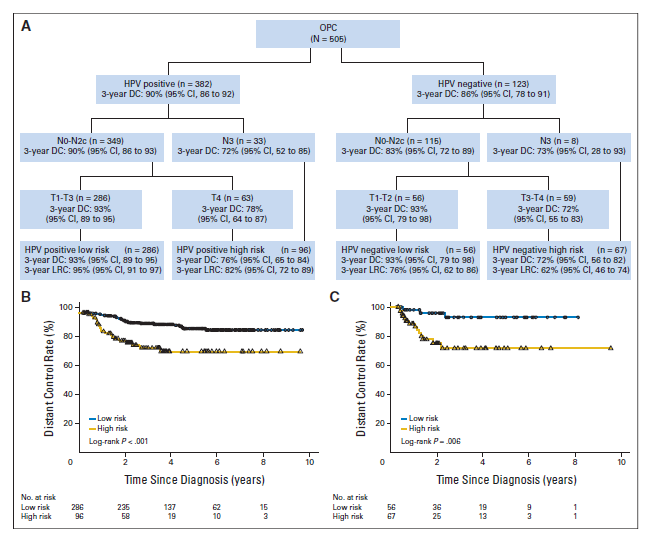 A
OPC
(N = 505)
HPV positive (n = 382)
3-year DC: 90% (95% CI, 86 to 92)
HPV negative (n = 123)
3-year DC: 86% (95% CI, 78 to 91)
N0-N2c (n = 349)
3-year DC: 90% (95% CI, 86 to 93)
N3 (n = 33)
3-year DC: 72% (95% CI, 52 to 85)
N0-N2c (n = 115)
3-year DC: 83% (95% CI, 72 to 89)
N3 (n = 8)
3-year DC: 73% (95% CI, 28 to 93)
T1-T3 (n = 286)
3-year DC: 93%
(95% CI, 89 to 95)
T4 (n = 63)
3-year DC: 78%
(95% CI, 64 to 87)
T1-T2 (n = 56)
3-year DC: 93%
(95% CI, 79 to 98)
T3-T4 (n = 59)
3-year DC: 72%
(95% CI, 55 to 83)
HPV positive low risk (n = 286)
3-year DC: 93% (95% CI, 89 to 95)
3-year LRC: 95% (95% CI, 91 to 97)
HPV positive high risk (n = 96)
3-year DC: 76% (95% CI, 65 to 84)
3-year LRC: 82% (95% CI, 72 to 89)
HPV negative low risk (n = 56)
3-year DC: 93% (95% CI, 79 to 98)
3-year LRC: 76% (95% CI, 62 to 86)
HPV negative high risk (n = 67)
3-year DC: 72% (95% CI, 56 to 82)
3-year LRC: 62% (95% CI, 46 to 74)
B
Distant Control Rate (%)
100
80
60
40
20
Low risk
High risk
Log-rank P < .001
0 2 4 6 8 10
Time Since Diagnosis (years)
No. at risk
Low risk 286 235 137 62 15
High risk 96 58 19 10 3
C
Distant Control Rate (%)
100
80
60
40
20
Low risk
High risk
Log-rank P = .006
0 2 4 6 8 10
Time Since Diagnosis (years)
No. at risk
Low risk 56 36 19 9 1
High risk 67 25 13 3 1